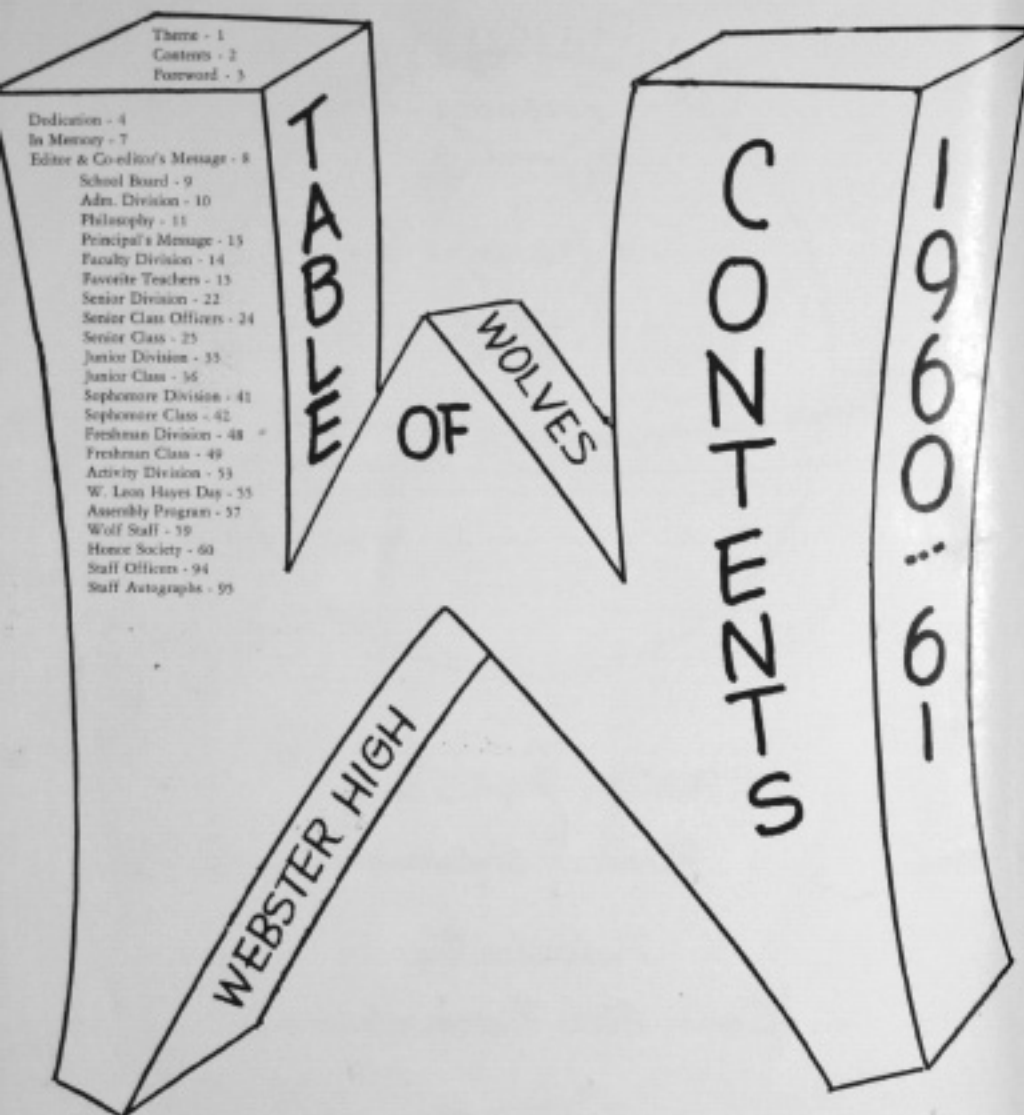 Theme - 1
Contents - 2
Foreword - 3
Dedication - 4
In Memory - 7
Editor & Co-editor's Message - 8
School Board - 9
Adm. Division - 10
Philosophy - 11
Principal's Message - 13
Faculty Division - 14
Favorite Teachers - 15
Senior Division - 22
Senior Class Officers - 24
Senior Class - 25
Junior Division - 35
Junior Class - 36
Sophomore Division - 41
Sophomore Class - 42
Freshman Division - 48
Freshman Class - 49
Activity Division - 53
W. Leon Hayes Day - 55
Assembly Program - 57
Wolf Staff - 59
Honor Society - 60
Staff Officers - 94
Staff Autographs - 95
TABLE
OF
CONTENTS
WOLVES
1960...61
WEBSTER HIGH